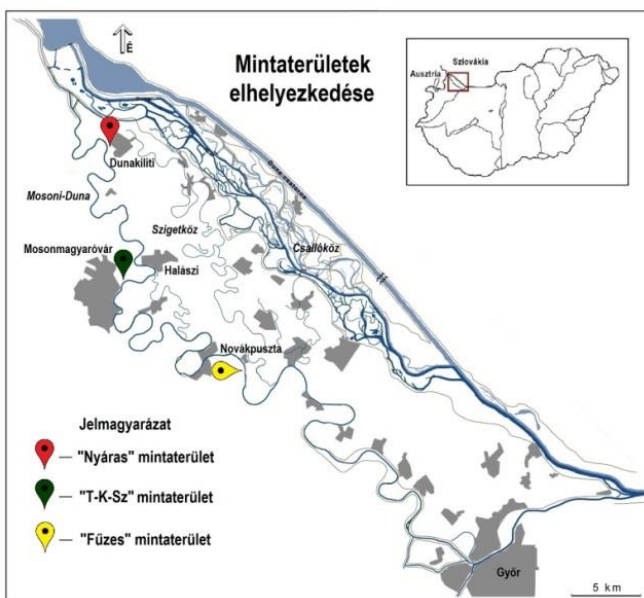 É
Mintaterületek
elhelyezkedése
Szlovákia
Ausztria
Dunakiliti
Mosoni-Duna
Szigetköz
Csallóköz
Mosonmagyaróvár
Halászi
Novákpuszta
Jelmagyarázat
— "Nyáras" mintaterület
— "T-K-Sz" mintaterület
— "Fűzes" mintaterület
Győr
5 km